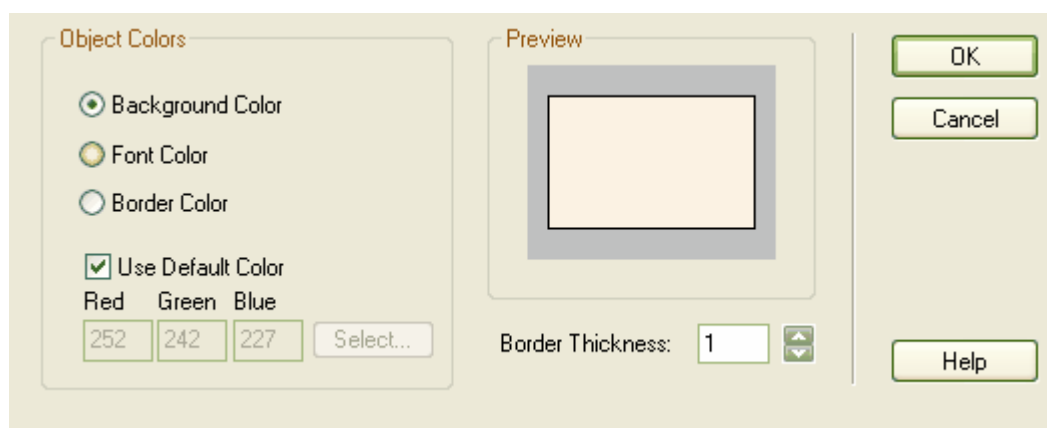 Object Colors
Background Color
Font Color
Border Color
Use Default Color
Red Green Blue
252 242 227 Select...
Preview
Border Thickness: 1
OK
Cancel
Help